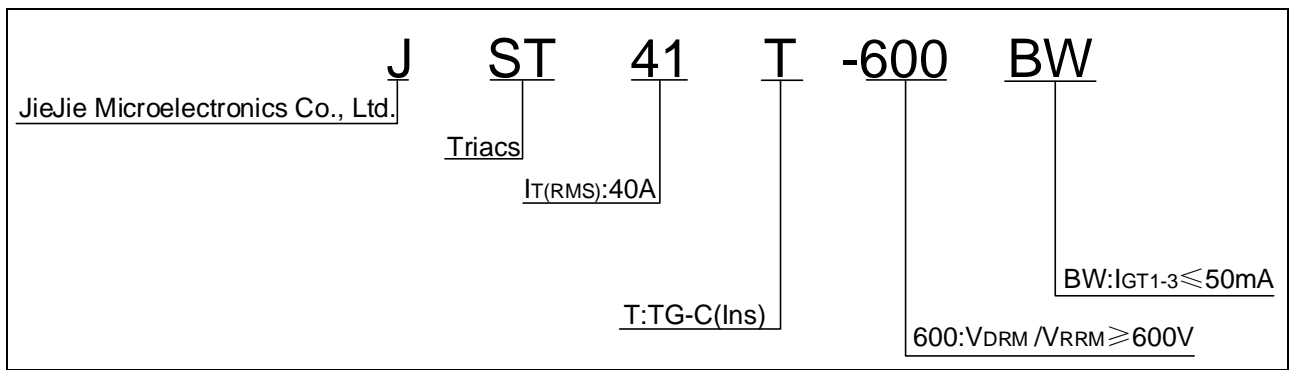 J ST 41 T -600 BW
JieJie Microelectronics Co., Ltd.
Triacs
IT(RMS):40A
BW:IGT1-3≤50mA
T:TG-C(Ins)
600:VDRM /VRRM≥600V